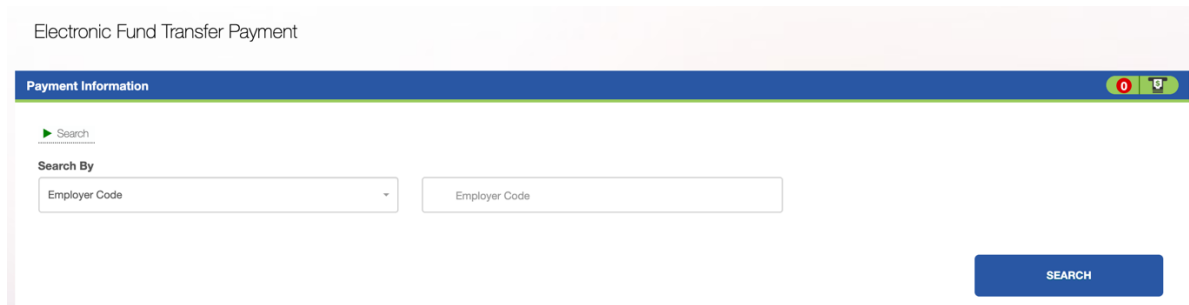 Electronic Fund Transfer Payment
Payment Information
0
Search
Search By
Employer Code
Employer Code
SEARCH